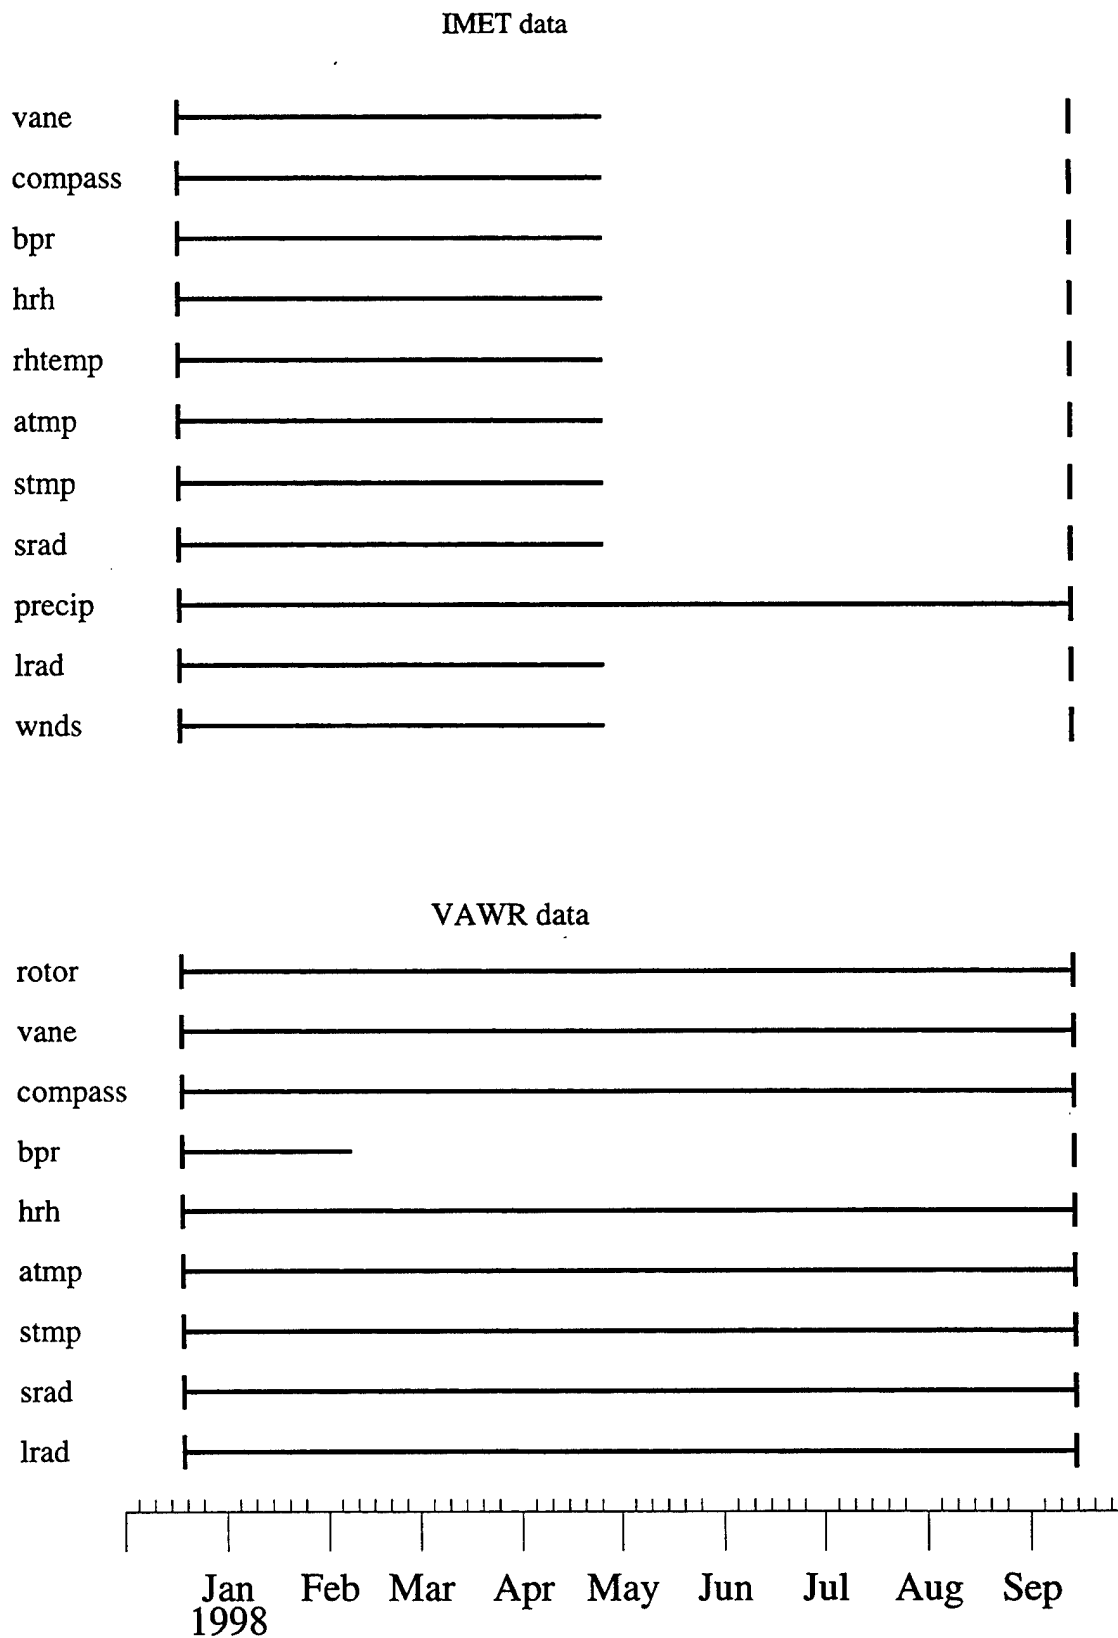 IMET data
vane
compass
bpr
hrh
rhtemp
atmp
stmp
srad
precip
lrad
wnds
VAWR data
rotor
vane
compass
bpr
hrh
atmp
stmp
srad
lrad
Jan Feb Mar Apr May Jun Jul Aug Sep
1998